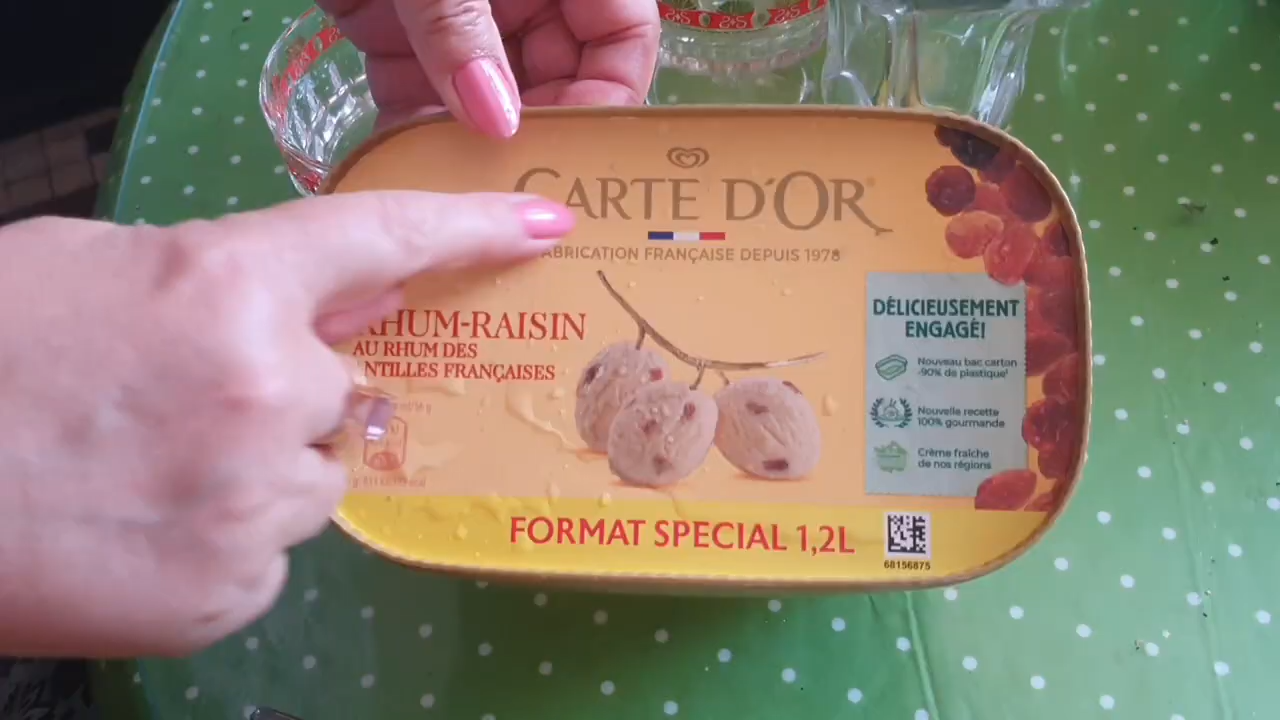 CARTE D'OR
FABRICATION FRANÇAISE DEPUIS 1978
RHUM-RAISIN
AU RHUM DES
ANTILLES FRANÇAISES
DÉLICIEUSEMENT
ENGAGÉ!
Nouveau bac carton
-90% de plastique¹
Nouvelle recette
100% gourmande
Crème fraîche
de nos régions
FORMAT SPECIAL 1,2L
68156875